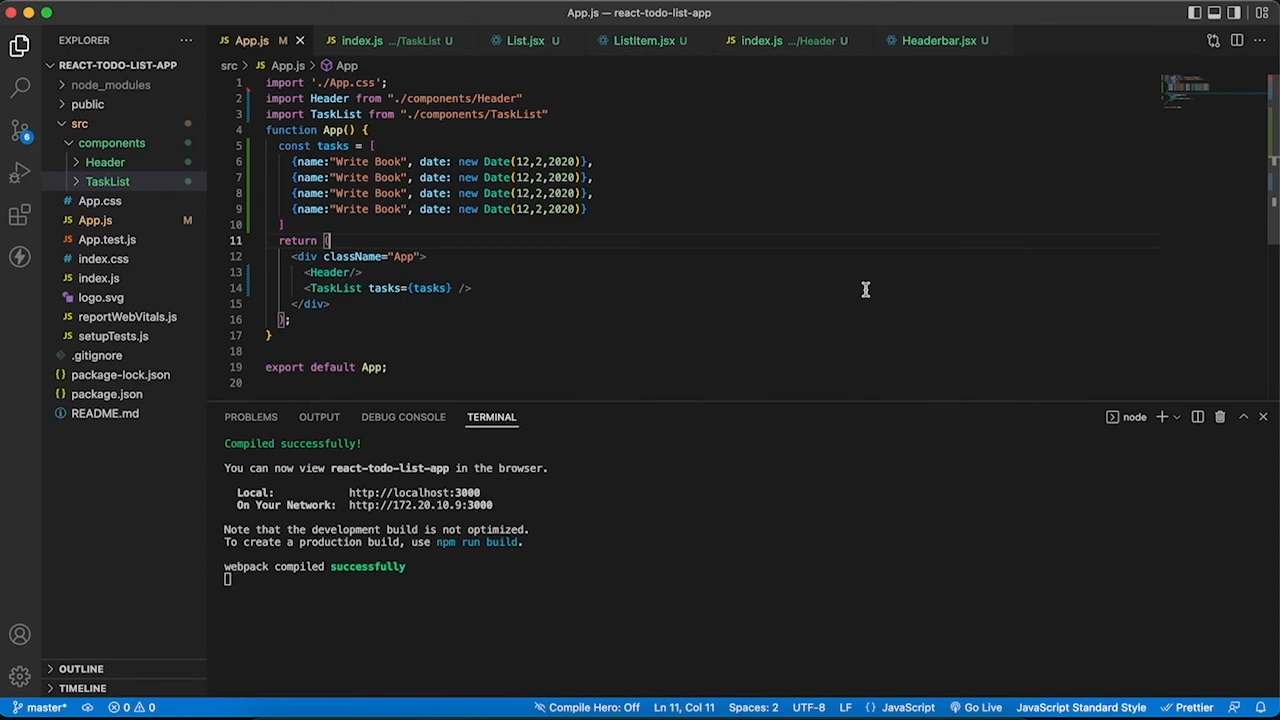 App.js — react-todo-list-app
EXPLORER
App.js M
index.js .../TaskList U
List.jsx U
ListItem.jsx U
index.js .../Header U
Headerbar.jsx U
REACT-TODO-LIST-APP
node_modules
public
src
components
Header
TaskList
App.css
App.js M
App.test.js
index.css
index.js
logo.svg
reportWebVitals.js
setupTests.js
.gitignore
package-lock.json
package.json
README.md
OUTLINE
TIMELINE
6
src > App.js > App
1 import './App.css';
2 import Header from "./components/Header"
3 import TaskList from "./components/TaskList"
4 function App() {
5 const tasks = [
6 {name:"Write Book", date: new Date(12,2,2020)},
7 {name:"Write Book", date: new Date(12,2,2020)},
8 {name:"Write Book", date: new Date(12,2,2020)},
9 {name:"Write Book", date: new Date(12,2,2020)}
10 ]
11 return (
12 <div className="App">
13 <Header/>
14 <TaskList tasks={tasks} />
15 </div>
16 );
17 }
18
19 export default App;
20
PROBLEMS OUTPUT DEBUG CONSOLE TERMINAL
node
Compiled successfully!
You can now view react-todo-list-app in the browser.
Local: http://localhost:3000
On Your Network: http://172.20.10.9:3000
Note that the development build is not optimized.
To create a production build, use npm run build.
webpack compiled successfully
master* 0 0 Compile Hero: Off Ln 11, Col 11 Spaces: 2 UTF-8 LF {} JavaScript Go Live JavaScript Standard Style Prettier